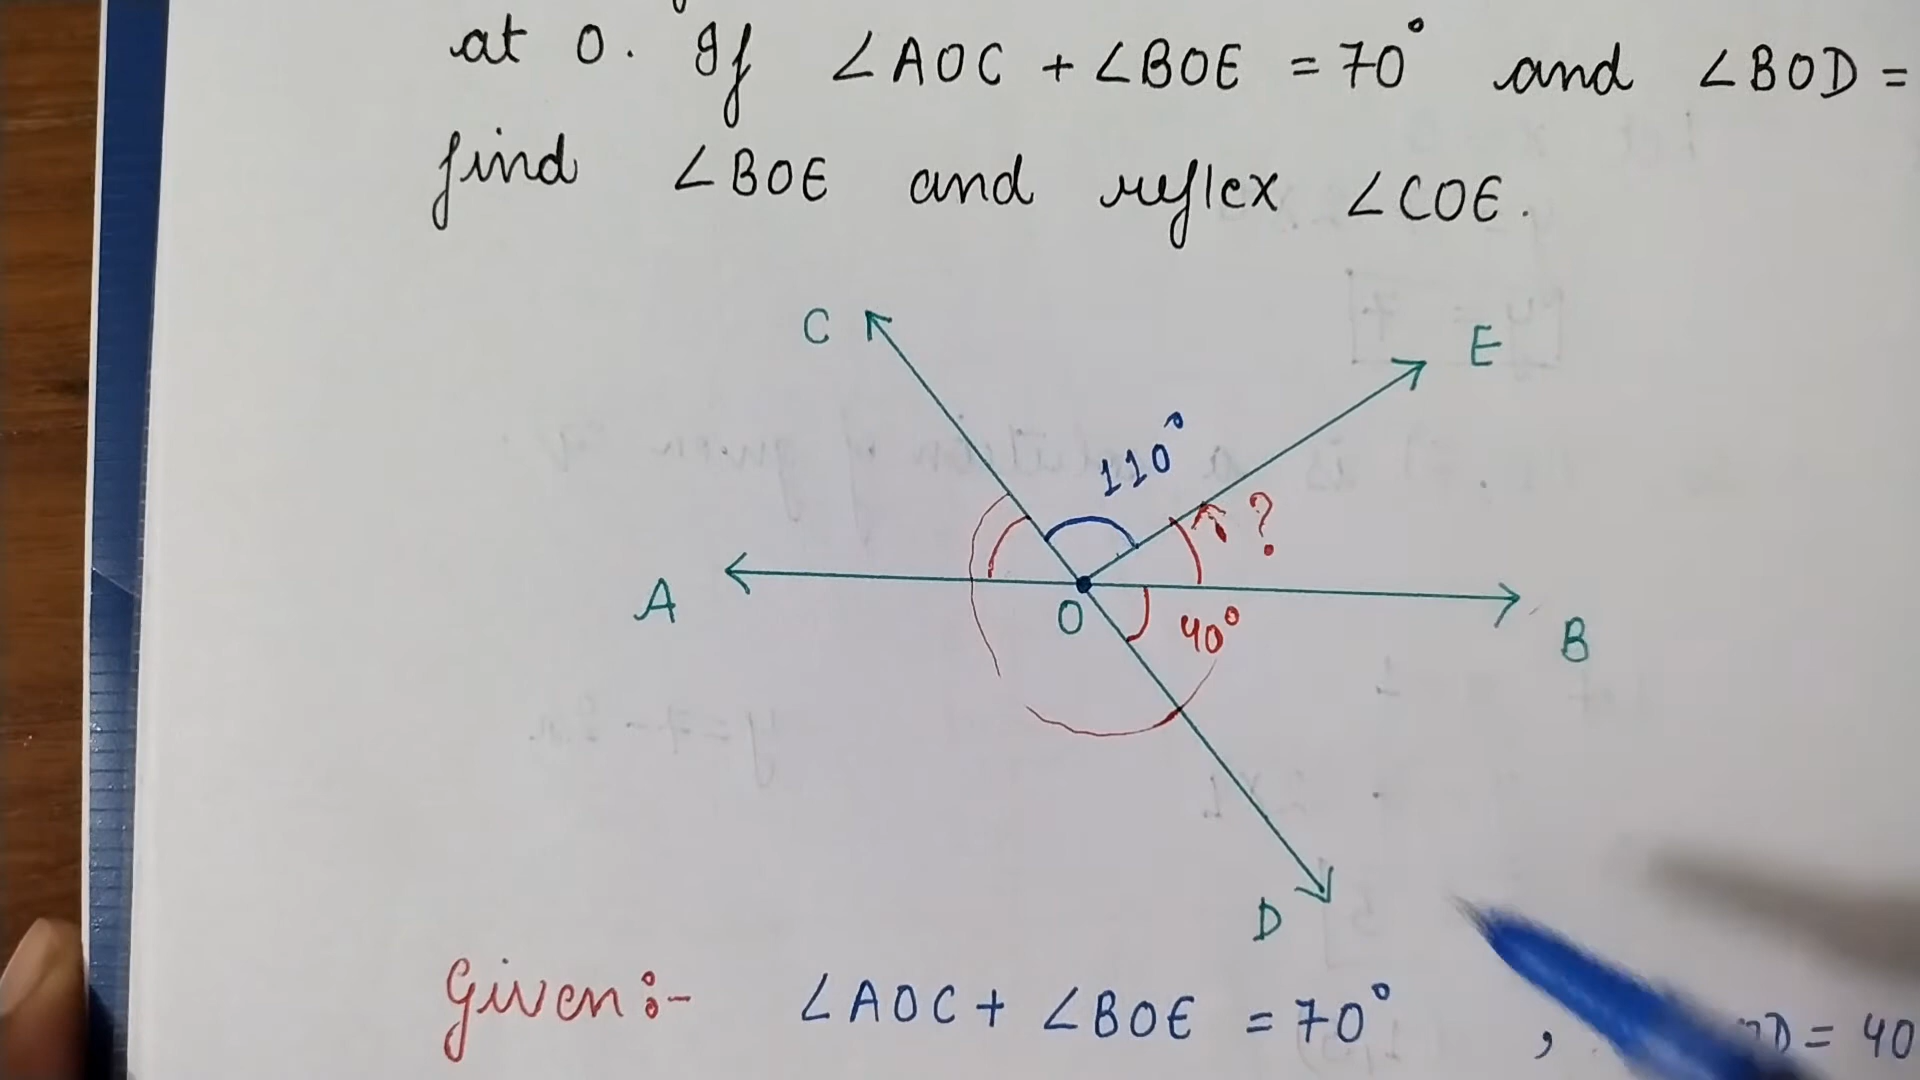 at O. If ∠AOC + ∠BOE = 70° and ∠BOD =
find ∠BOE and reflex ∠COE.
C
E
110°
?
A
O
40°
B
D
Given :- ∠AOC + ∠BOE = 70° , OD = 40